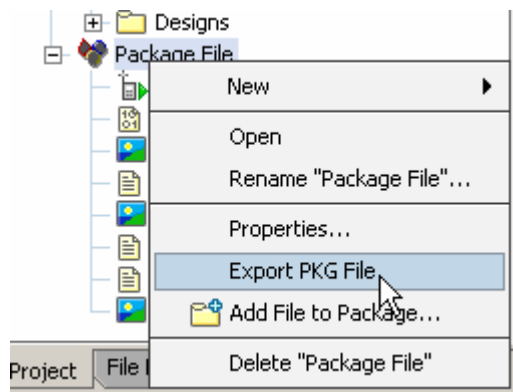 Designs
Package File
New
Open
Rename "Package File"...
Properties...
Export PKG File
Add File to Package...
Delete "Package File"
Project
File